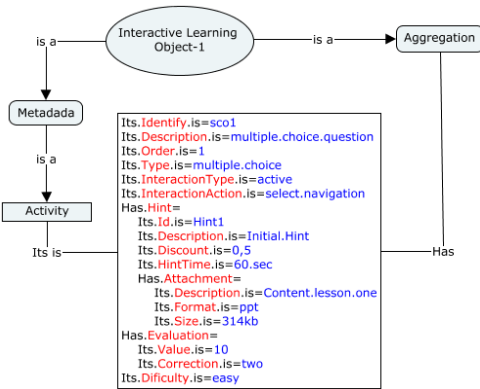 Interactive Learning
Object-1
is a
is a
Aggregation
Metadada
is a
Activity
Its is
Has
Its.Identify.is=sco1
Its.Description.is=multiple.choice.question
Its.Order.is=1
Its.Type.is=multiple.choice
Its.InteractionType.is=active
Its.InteractionAction.is=select.navigation
Has.Hint=
Its.Id.is=Hint1
Its.Description.is=Initial.Hint
Its.Discount.is=0,5
Its.HintTime.is=60.sec
Has.Attachment=
Its.Description.is=Content.lesson.one
Its.Format.is=ppt
Its.Size.is=314kb
Has.Evaluation=
Its.Value.is=10
Its.Correction.is=two
Its.Dificulty.is=easy